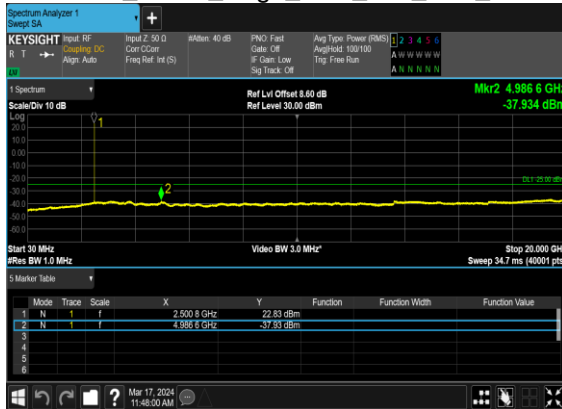 Spectrum Analyzer 1
Swept SA
+
KEYSIGHT Input: RF Input Z: 50 Ω #Atten: 40 dB PNO: Fast Avg Type: Power (RMS) 1 2 3 4 5 6
R T Coupling: DC Corr CCorr Gate: Off Avg|Hold: 100/100 A W W W W W
Align: Auto Freq Ref: Int (S) IF Gain: Low Trig: Free Run
Sig Track: Off A N N N N N
1 Spectrum Ref Lvl Offset 8.60 dB Mkr2 4.986 6 GHz
Scale/Div 10 dB Ref Level 30.00 dBm -37.934 dBm
Log
20.0
10.0
0.00
-10.0
-20.0
-30.0
-40.0
-50.0
-60.0
1
2
DL1 -25.00 dBm
Start 30 MHz Video BW 3.0 MHz* Stop 20.000 GHz
#Res BW 1.0 MHz Sweep 34.7 ms (40001 pts)
5 Marker Table
Mode Trace Scale X Y Function Function Width Function Value
1 N 1 f 2.500 8 GHz 22.83 dBm
2 N 1 f 4.986 6 GHz -37.93 dBm
3
4
5
6
? Mar 17, 2024
11:48:00 AM